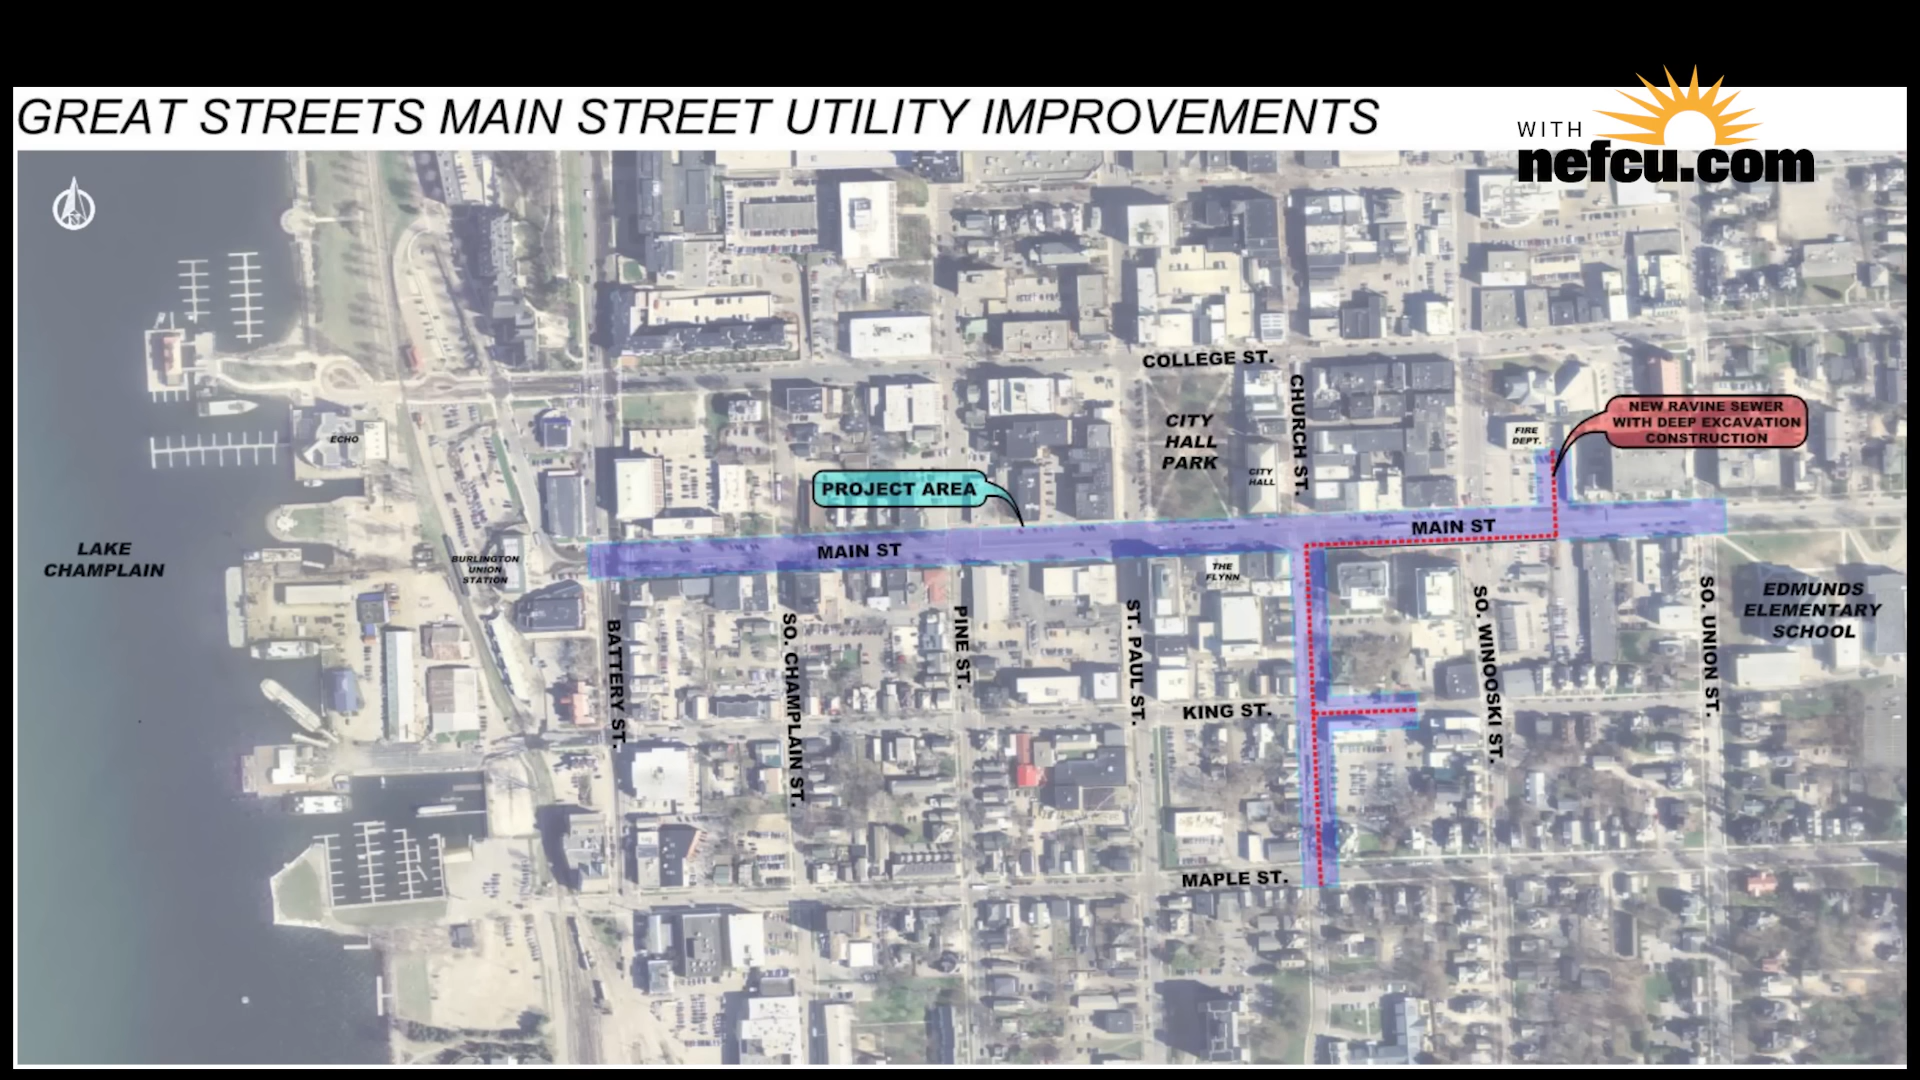 GREAT STREETS MAIN STREET UTILITY IMPROVEMENTS
WITH
nefcu.com
N
COLLEGE ST.
CHURCH ST.
CITY
HALL
PARK
CITY
HALL
FIRE
DEPT.
NEW RAVINE SEWER
WITH DEEP EXCAVATION
CONSTRUCTION
ECHO
PROJECT AREA
MAIN ST
MAIN ST
LAKE
CHAMPLAIN
BURLINGTON
UNION
STATION
THE
FLYNN
EDMUNDS
ELEMENTARY
SCHOOL
BATTERY ST.
SO. CHAMPLAIN ST.
PINE ST.
ST. PAUL ST.
SO. WINOOSKI ST.
SO. UNION ST.
KING ST.
MAPLE ST.